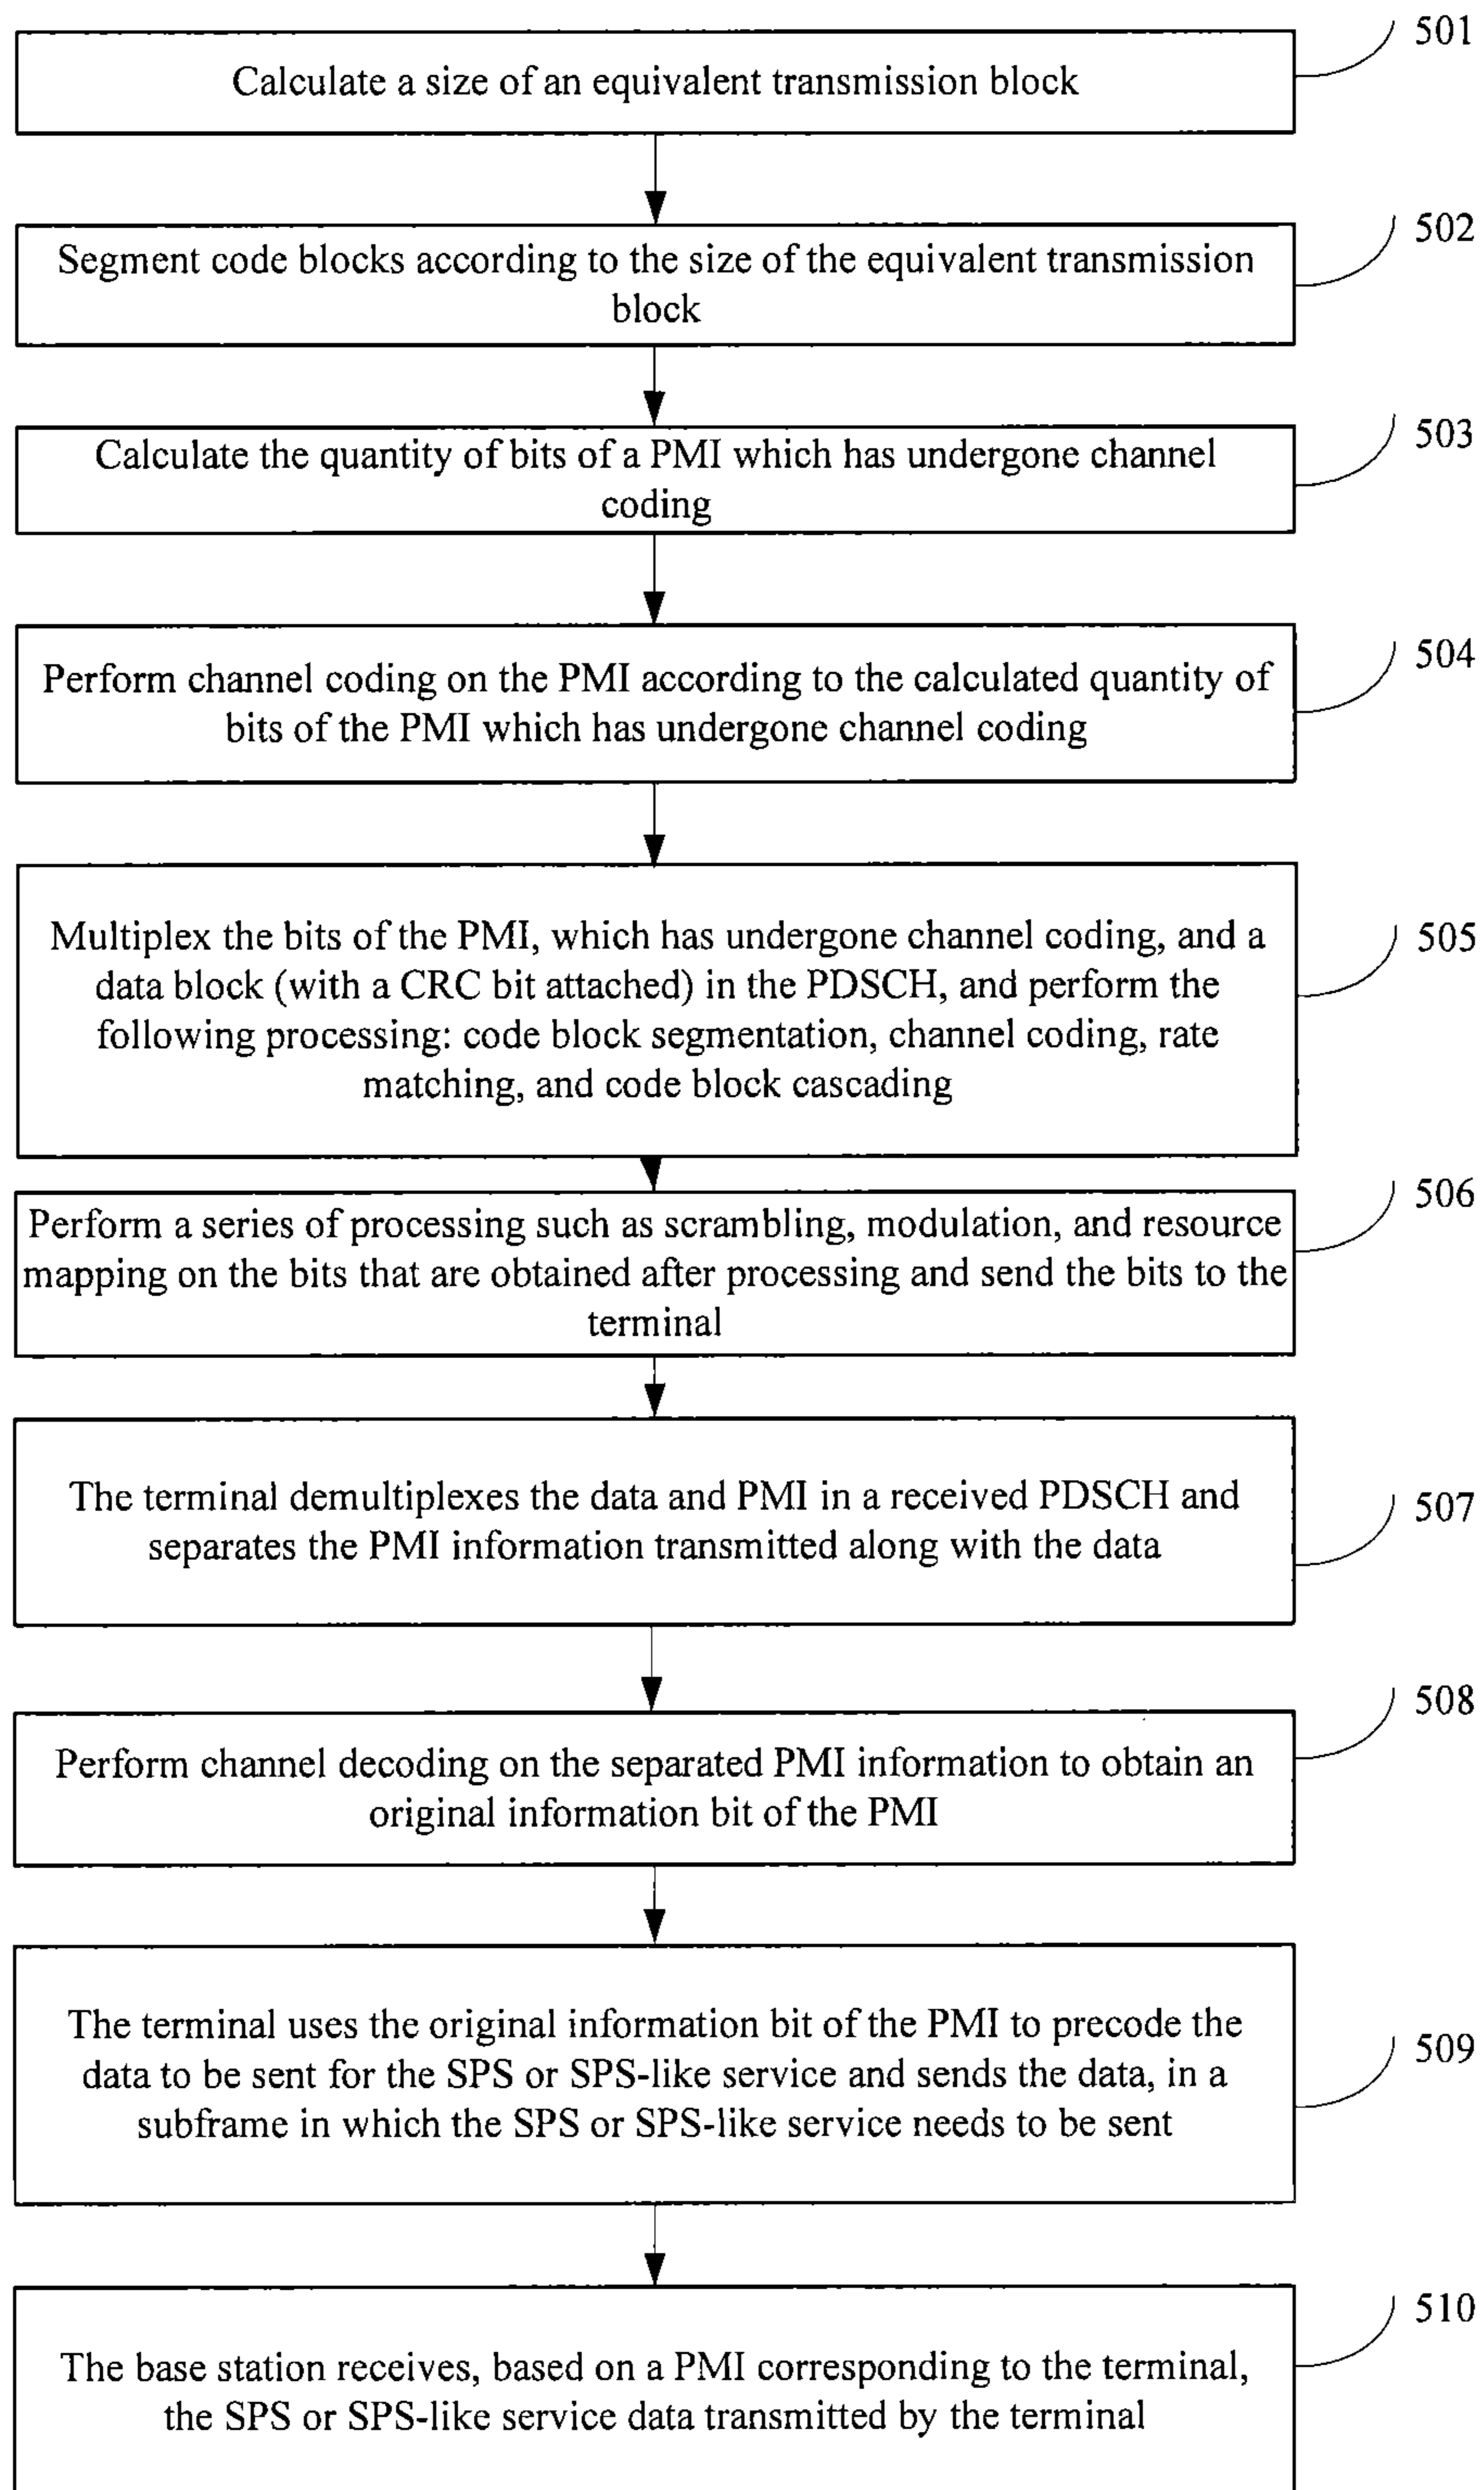 501
Calculate a size of an equivalent transmission block
502
Segment code blocks according to the size of the equivalent transmission
block
503
Calculate the quantity of bits of a PMI which has undergone channel
coding
504
Perform channel coding on the PMI according to the calculated quantity of
bits of the PMI which has undergone channel coding
505
Multiplex the bits of the PMI, which has undergone channel coding, and a
data block (with a CRC bit attached) in the PDSCH, and perform the
following processing: code block segmentation, channel coding, rate
matching, and code block cascading
506
Perform a series of processing such as scrambling, modulation, and resource
mapping on the bits that are obtained after processing and send the bits to the
terminal
507
The terminal demultiplexes the data and PMI in a received PDSCH and
separates the PMI information transmitted along with the data
508
Perform channel decoding on the separated PMI information to obtain an
original information bit of the PMI
509
The terminal uses the original information bit of the PMI to precode the
data to be sent for the SPS or SPS-like service and sends the data, in a
subframe in which the SPS or SPS-like service needs to be sent
510
The base station receives, based on a PMI corresponding to the terminal,
the SPS or SPS-like service data transmitted by the terminal